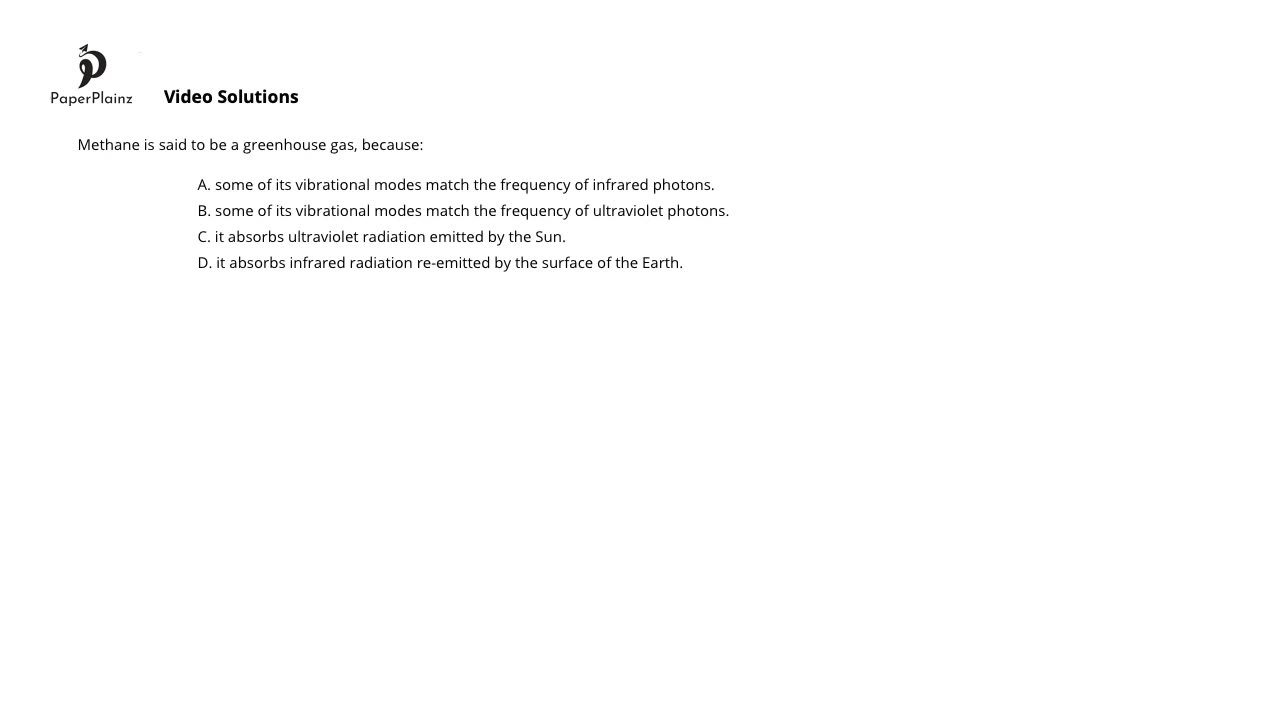 PaperPlainz
Video Solutions
Methane is said to be a greenhouse gas, because:
A. some of its vibrational modes match the frequency of infrared photons.
B. some of its vibrational modes match the frequency of ultraviolet photons.
C. it absorbs ultraviolet radiation emitted by the Sun.
D. it absorbs infrared radiation re-emitted by the surface of the Earth.